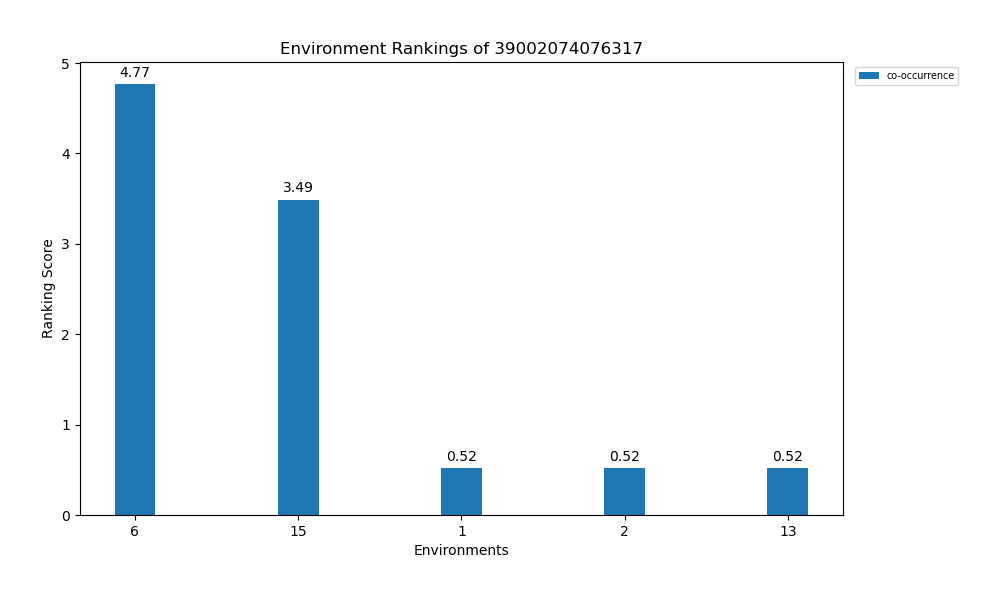 Environment Rankings of 39002074076317
co-occurrence
Ranking Score
5
4
3
2
1
0
4.77
3.49
0.52
0.52
0.52
6 15 1 2 13
Environments